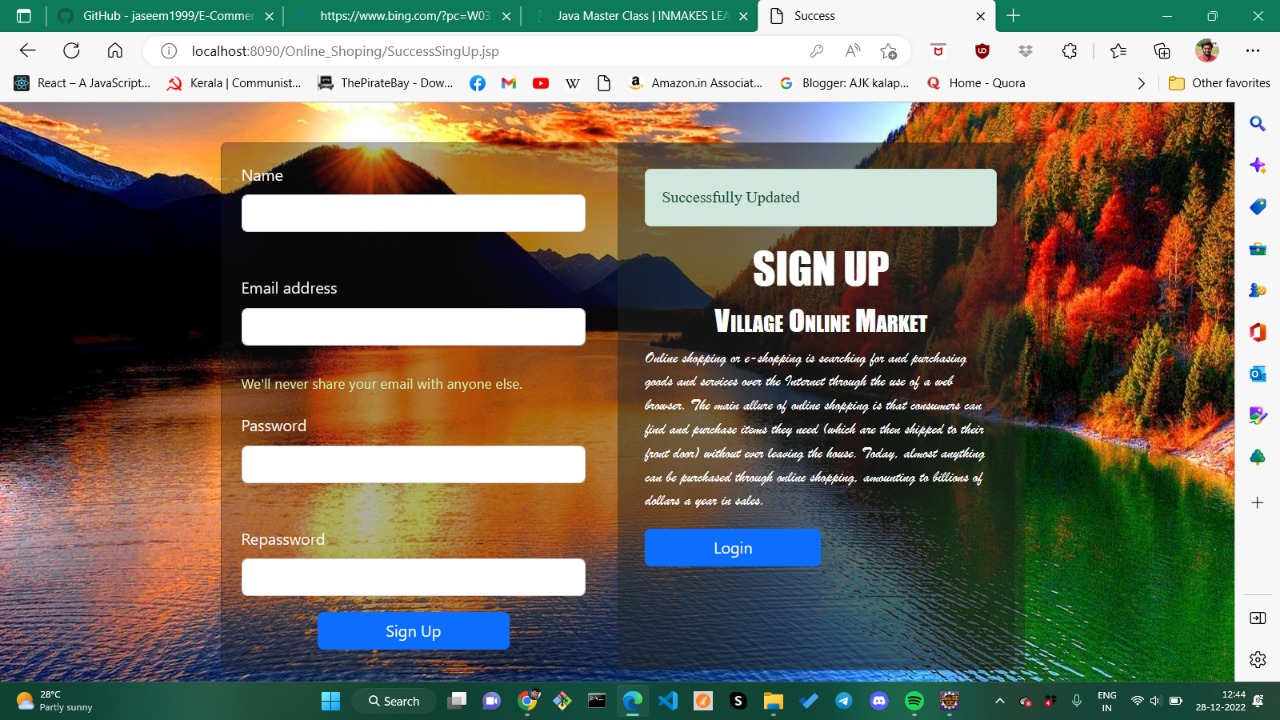 GitHub - jaseem1999/E-Commer
https://www.bing.com/?pc=W03
Java Master Class | INMAKES LEA
Success
localhost:8090/Online_Shoping/SuccessSingUp.jsp
React – A JavaScript...
Kerala | Communist...
ThePirateBay - Dow...
Amazon.in Associat...
Blogger: AJK kalap...
Home - Quora
Other favorites
Name
Email address
We'll never share your email with anyone else.
Password
Repassword
Sign Up
Successfully Updated
SIGN UP
Village Online Market
Online shopping or e-shopping is searching for and purchasing
goods and services over the Internet through the use of a web
browser. The main allure of online shopping is that consumers can
find and purchase items they need (which are then shipped to their
front door) without ever leaving the house. Today, almost anything
can be purchased through online shopping, amounting to billions of
dollars a year in sales.
Login
28°C
Partly sunny
Search
ENG
IN
12:44
28-12-2022